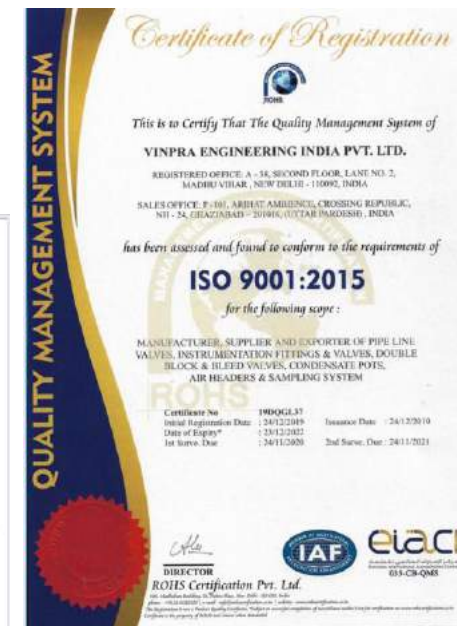 QUALITY MANAGEMENT SYSTEM
Certificate of Registration
ROHS
This is to Certify That The Quality Management System of
VINPRA ENGINEERING INDIA PVT. LTD.
REGISTERED OFFICE: A - 38, SECOND FLOOR, LANE NO. 2,
MADHU VIHAR, NEW DELHI - 110092, INDIA
SALES OFFICE: P-101, ARIHAT AMBIENCE, CROSSING REPUBLIC,
NH - 24, GHAZIABAD - 201016, (UTTAR PARDESH), INDIA
has been assessed and found to conform to the requirements of
ISO 9001:2015
for the following scope :
MANUFACTURER, SUPPLIER AND EXPORTER OF PIPE LINE
VALVES, INSTRUMENTATION FITTINGS & VALVES, DOUBLE
BLOCK & BLEED VALVES, CONDENSATE POTS,
AIR HEADERS & SAMPLING SYSTEM
ROHS
Certificate No 19DQGL37
Initial Registration Date : 24/12/2019 Issuance Date : 24/12/2019
Date of Expiry* : 23/12/2022
1st Surve. Due : 24/11/2020 2nd Surve. Due : 24/11/2021
DIRECTOR
ROHS Certification Pvt. Ltd.
IAF
eiac
035-CB-QMS